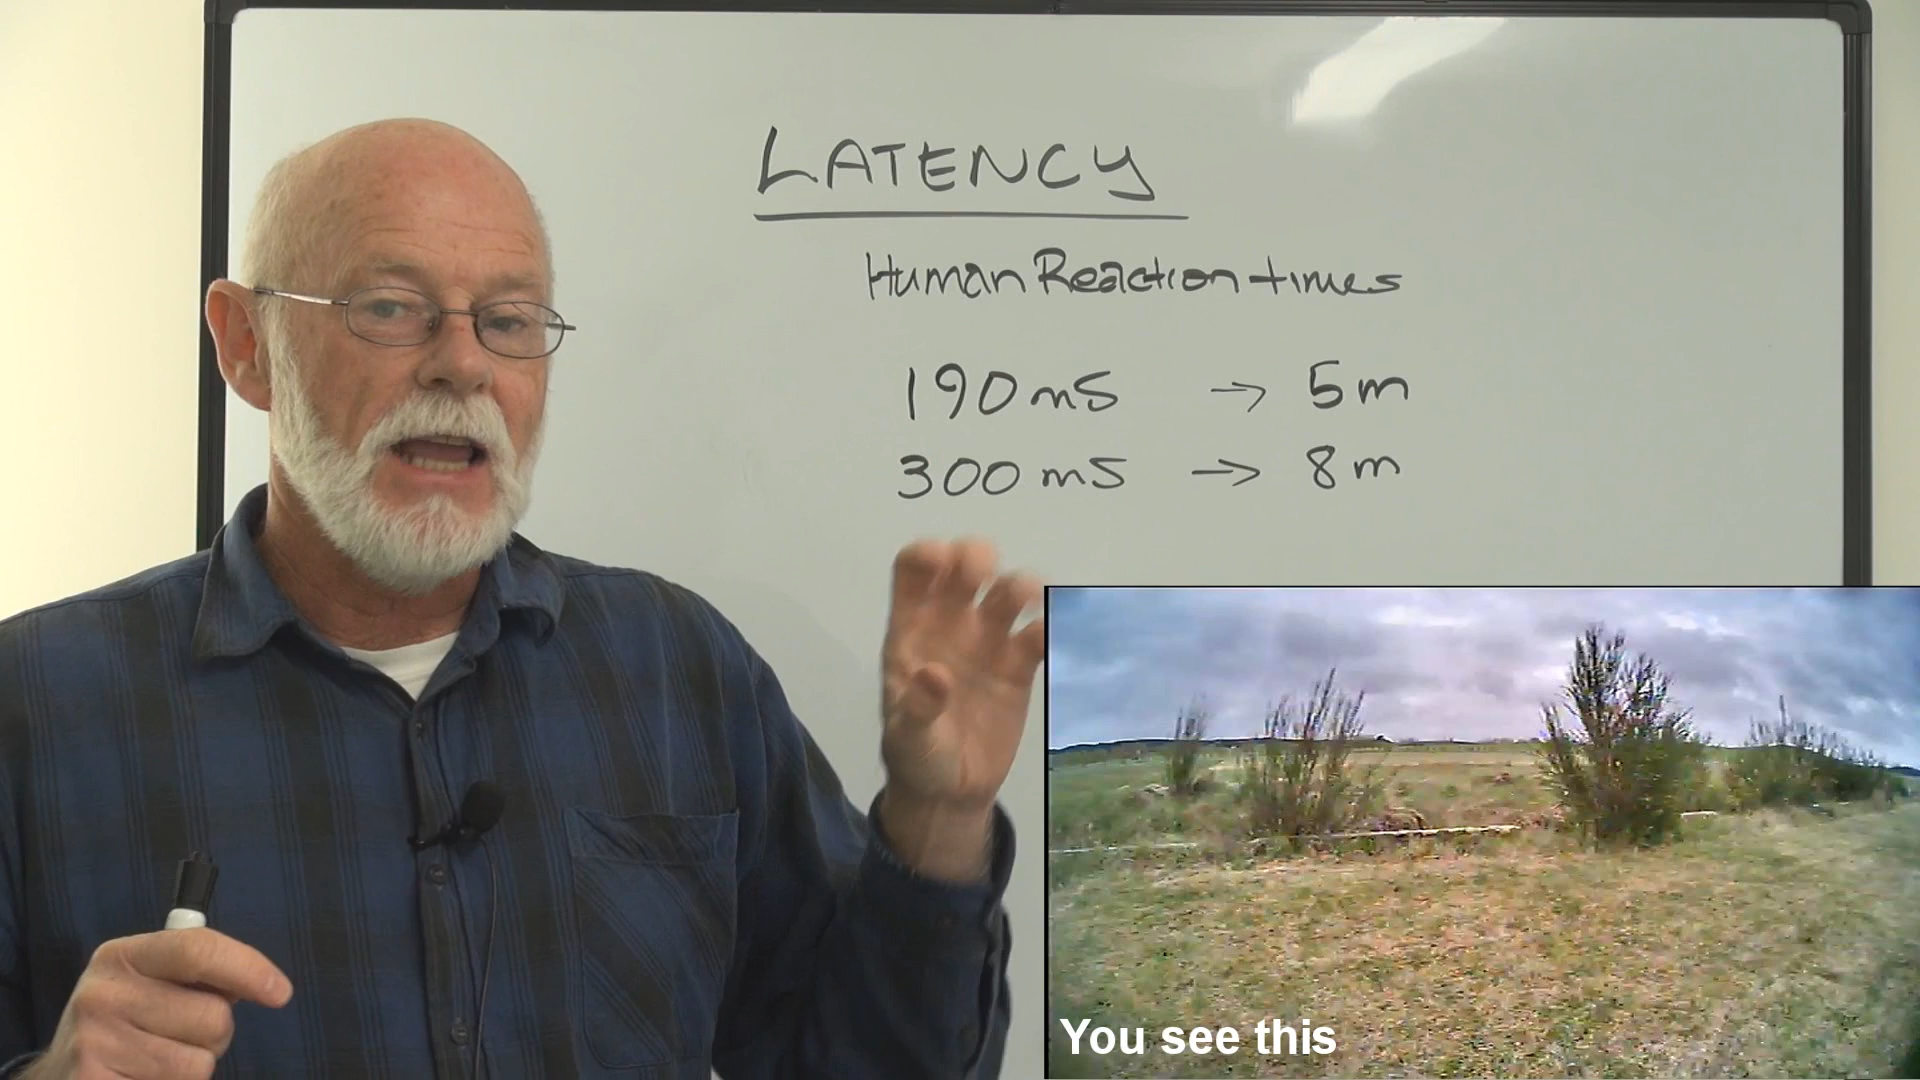 LATENCY
Human Reaction times
190mS → 5m
300mS → 8m
You see this